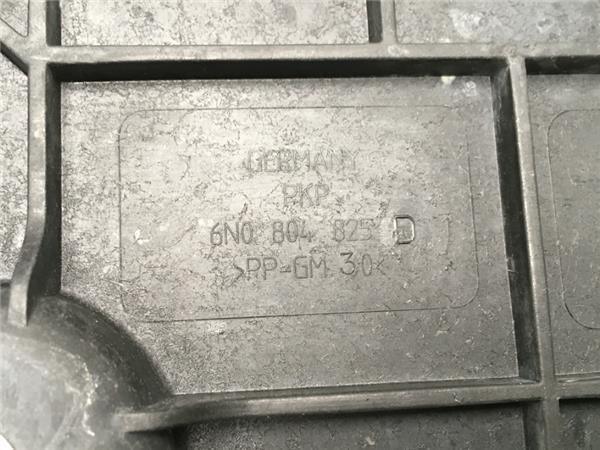 GERMANY
PKP
6N0 804 825 D
>PP-GM 30<